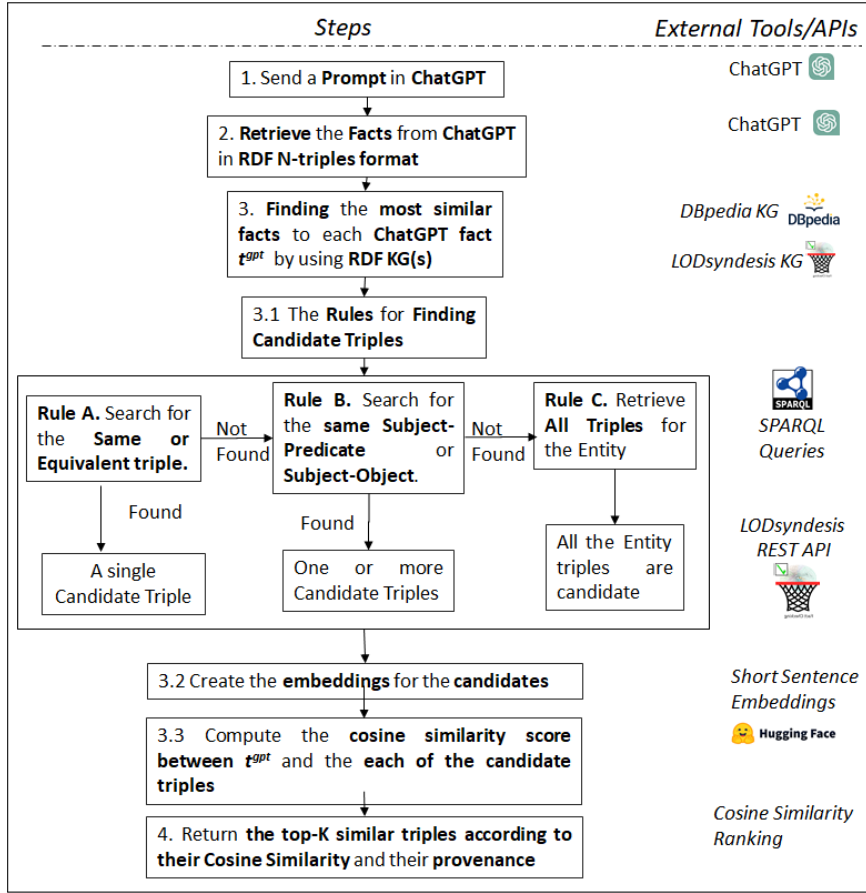 Steps
External Tools/APIs
1. Send a Prompt in ChatGPT
ChatGPT
2. Retrieve the Facts from ChatGPT
in RDF N-triples format
ChatGPT
3. Finding the most similar
facts to each ChatGPT fact
t^gpt by using RDF KG(s)
DBpedia KG
DBpedia
LODsyndesis KG
3.1 The Rules for Finding
Candidate Triples
Rule A. Search for
the Same or
Equivalent triple.
Not
Found
Rule B. Search for
the same Subject-
Predicate or
Subject-Object.
Not
Found
Rule C. Retrieve
All Triples for
the Entity
SPARQL
SPARQL
Queries
Found
Found
A single
Candidate Triple
One or more
Candidate Triples
All the Entity
triples are
candidate
LODsyndesis
REST API
3.2 Create the embeddings for the candidates
Short Sentence
Embeddings
Hugging Face
3.3 Compute the cosine similarity score
between t^gpt and the each of the candidate
triples
4. Return the top-K similar triples according to
their Cosine Similarity and their provenance
Cosine Similarity
Ranking